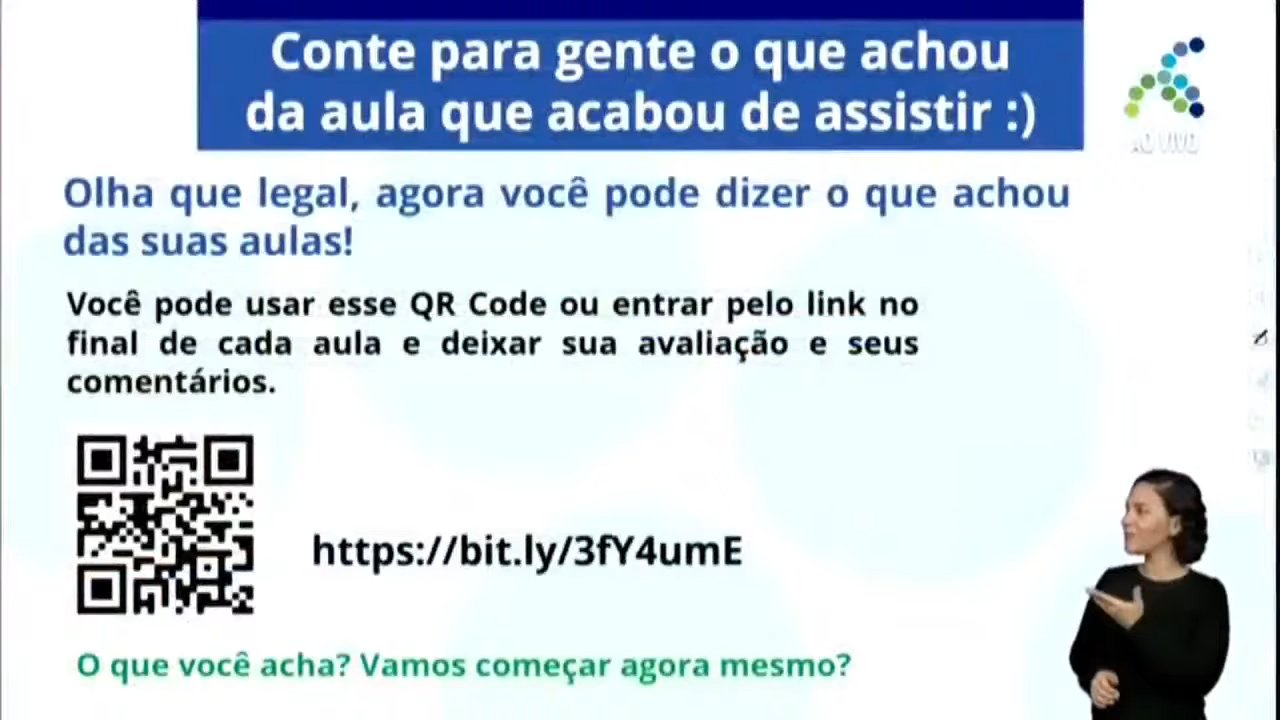 Conte para gente o que achou
da aula que acabou de assistir :)
AO VIVO
Olha que legal, agora você pode dizer o que achou
das suas aulas!
Você pode usar esse QR Code ou entrar pelo link no
final de cada aula e deixar sua avaliação e seus
comentários.
https://bit.ly/3fY4umE
O que você acha? Vamos começar agora mesmo?